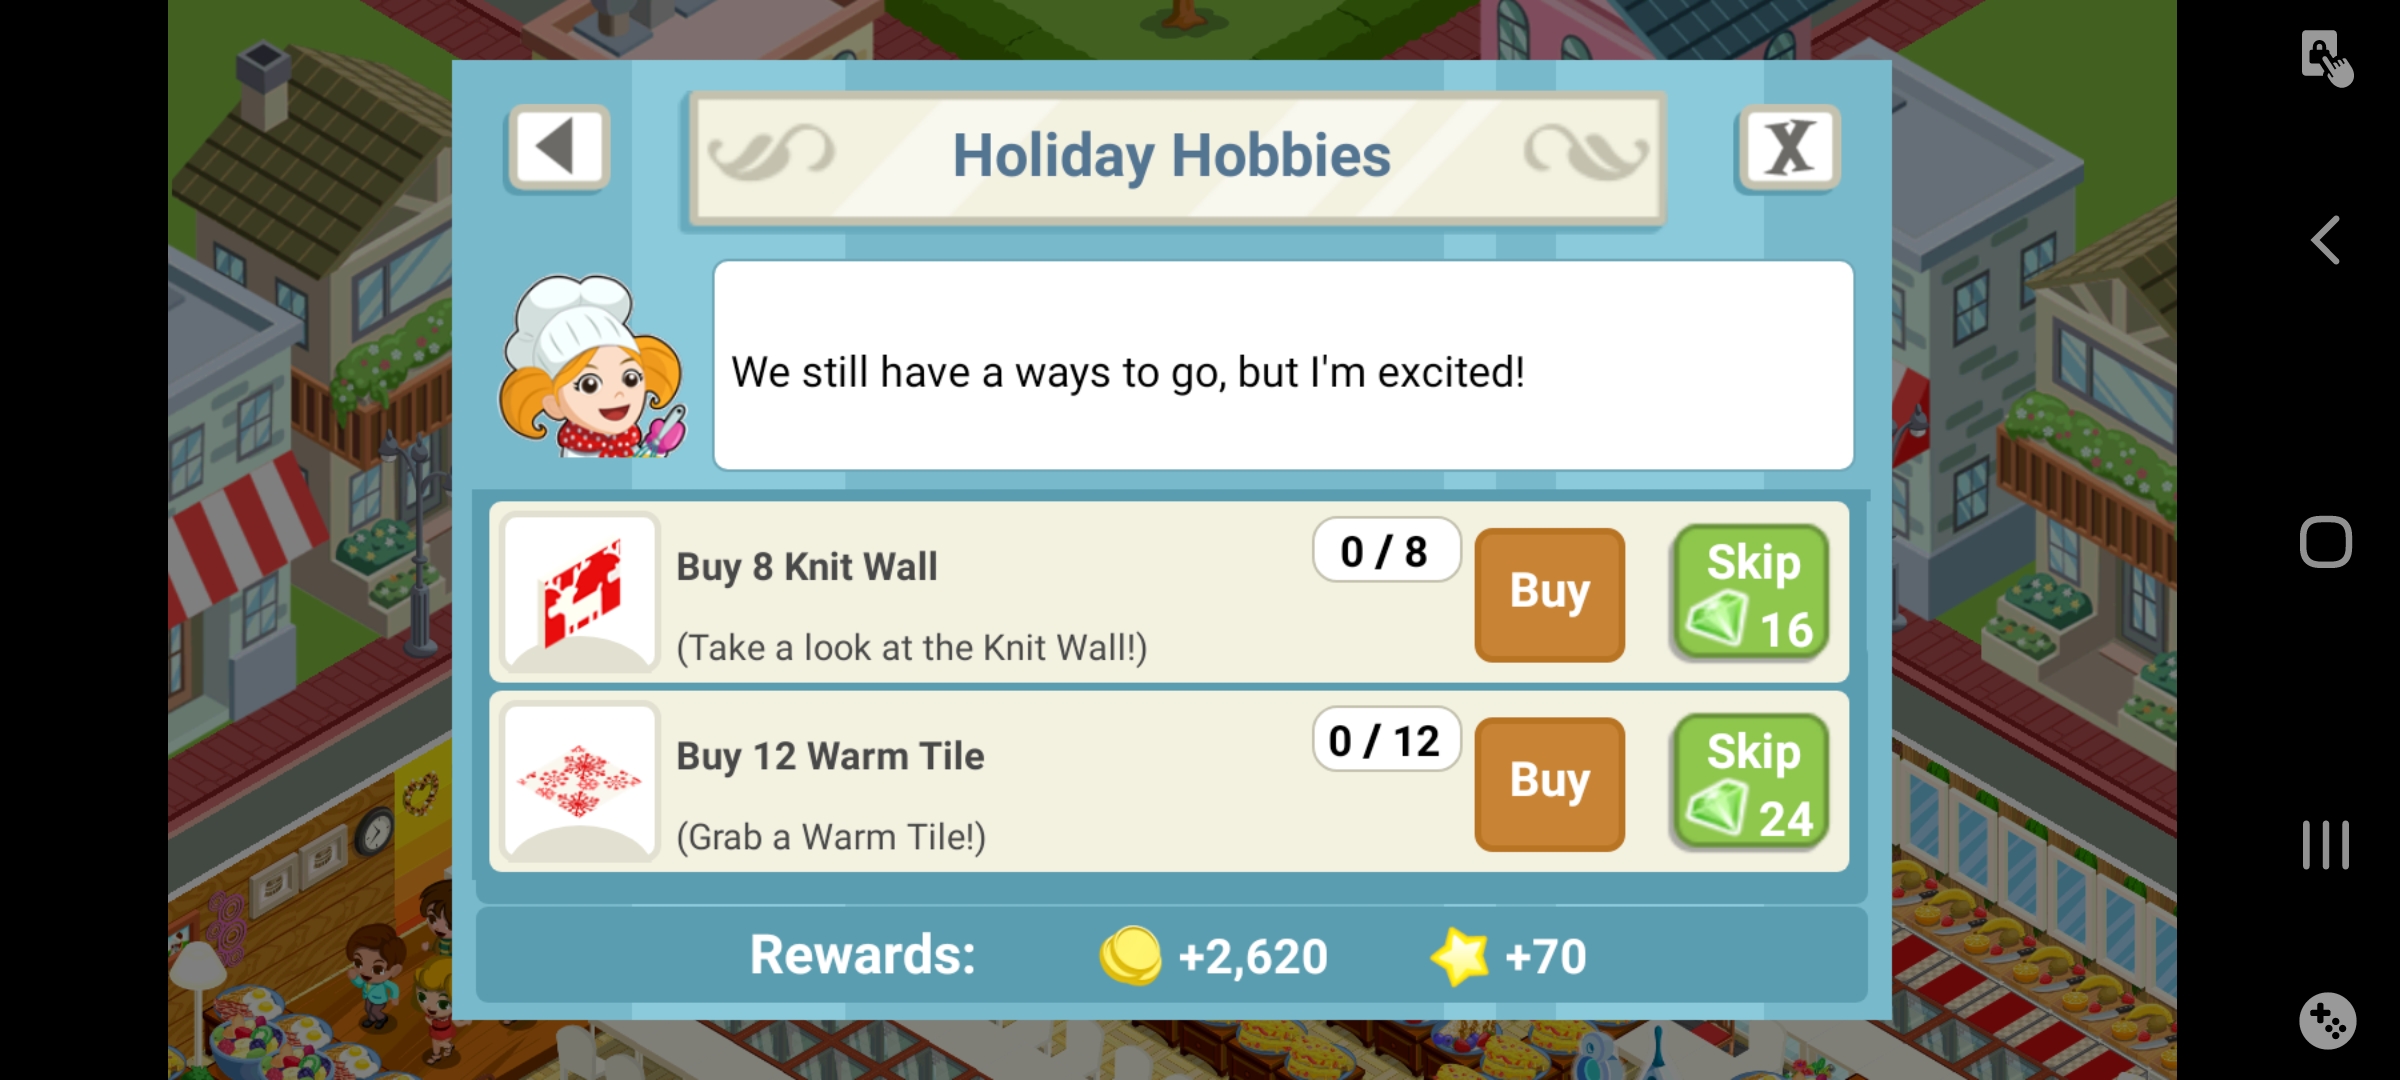 Holiday Hobbies
X
We still have a ways to go, but I'm excited!
Buy 8 Knit Wall
(Take a look at the Knit Wall!)
0 / 8
Buy
Skip
16
Buy 12 Warm Tile
(Grab a Warm Tile!)
0 / 12
Buy
Skip
24
Rewards: +2,620 +70